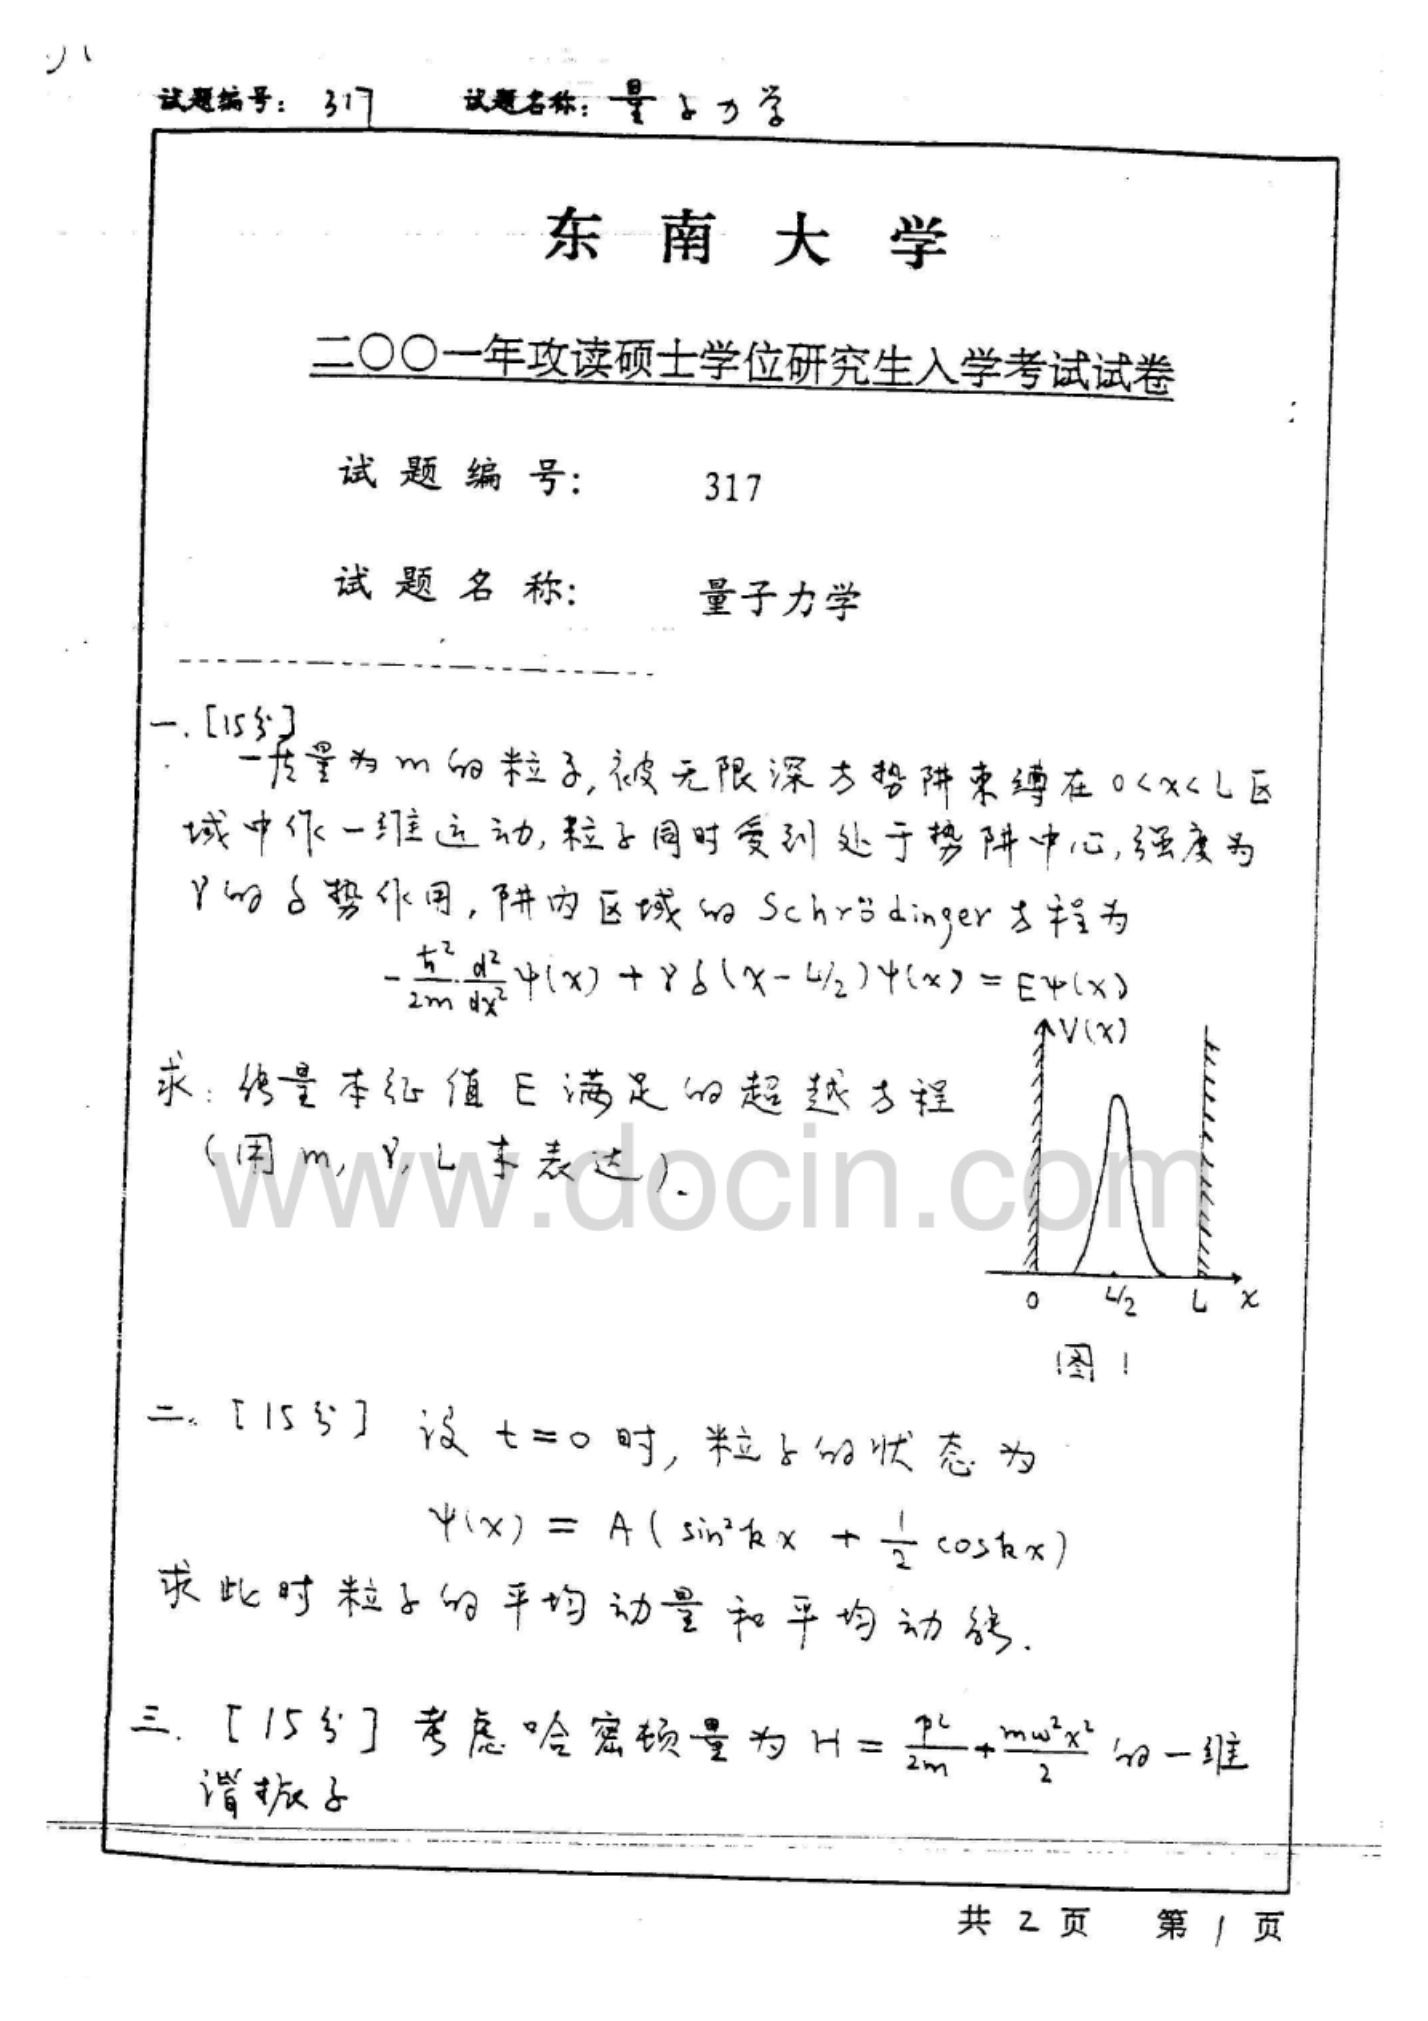 试题编号: 317 试题名称: 量子力学
东南大学
二〇〇一年攻读硕士学位研究生入学考试试卷
试题编号: 317
试题名称: 量子力学
一.[15分]
一质量为m的粒子,被无限深方势阱束缚在0<x<L区
域中作一维运动,粒子同时受到处于势阱中心,强度为
γ的δ势作用,阱内区域的Schrödinger方程为
-ħ²/2m · d²/dx² ψ(x) + γδ(x-L/2)ψ(x) = Eψ(x)
求: 能量本征值E满足的超越方程
(用m, γ, L来表达).
V(x)
0 L/2 L x
图1
www.docin.com
二.[15分] 设t=0时,粒子的状态为
ψ(x) = A(sin²kx + 1/2 coskx)
求此时粒子的平均动量和平均动能.
三.[15分] 考虑哈密顿量为H = p²/2m + mω²x²/2 的一维
谐振子
共2页 第1页